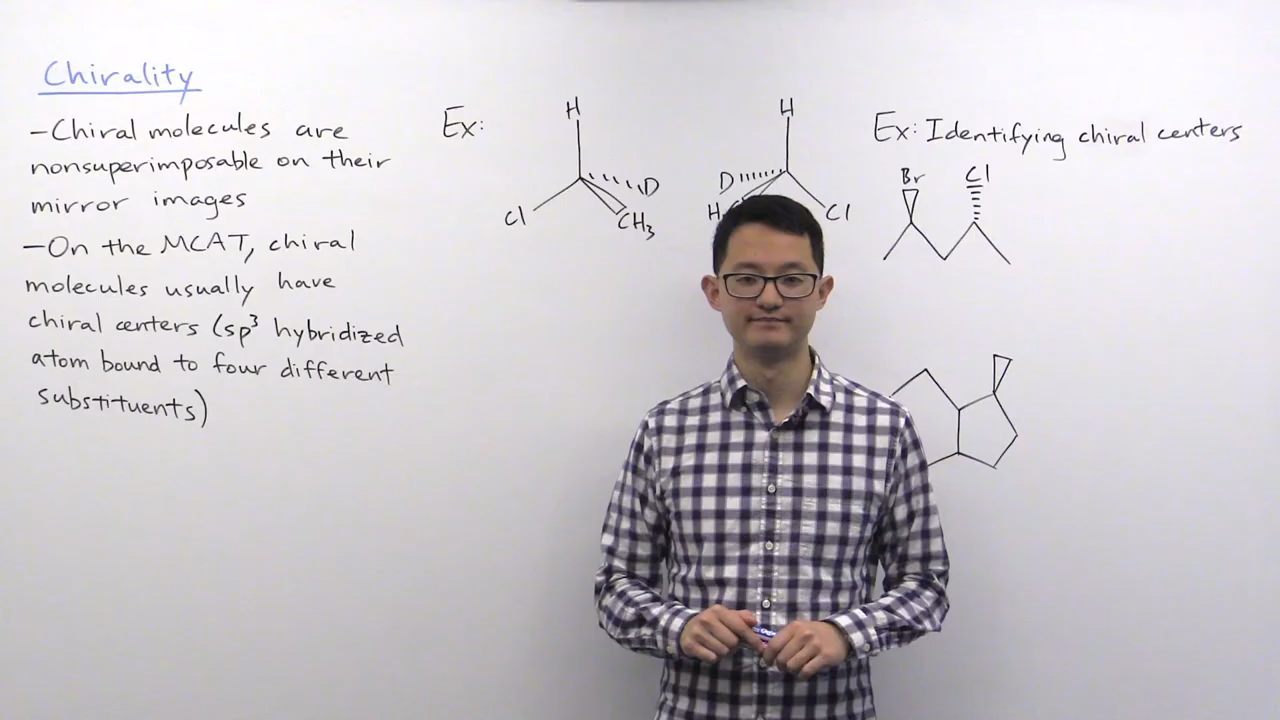 Chirality
-Chiral molecules are
nonsuperimposable on their
mirror images
-On the MCAT, chiral
molecules usually have
chiral centers (sp³ hybridized
atom bound to four different
substituents)
Ex:
H
D
Cl
CH₃
H
D
H
Cl
Ex: Identifying chiral centers
Br
Cl